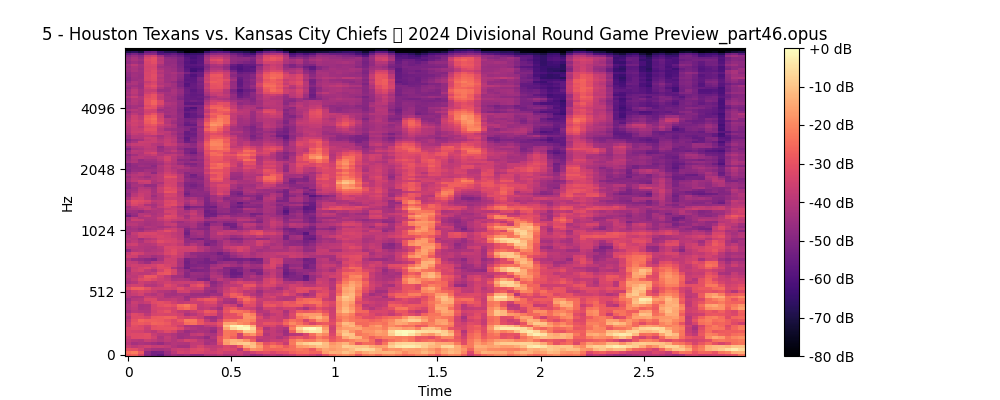 5 - Houston Texans vs. Kansas City Chiefs ▯ 2024 Divisional Round Game Preview_part46.opus
+0 dB
4096
-10 dB
-20 dB
2048
-30 dB
Hz
-40 dB
1024
-50 dB
512
-60 dB
-70 dB
0
-80 dB
0 0.5 1 1.5 2 2.5
Time